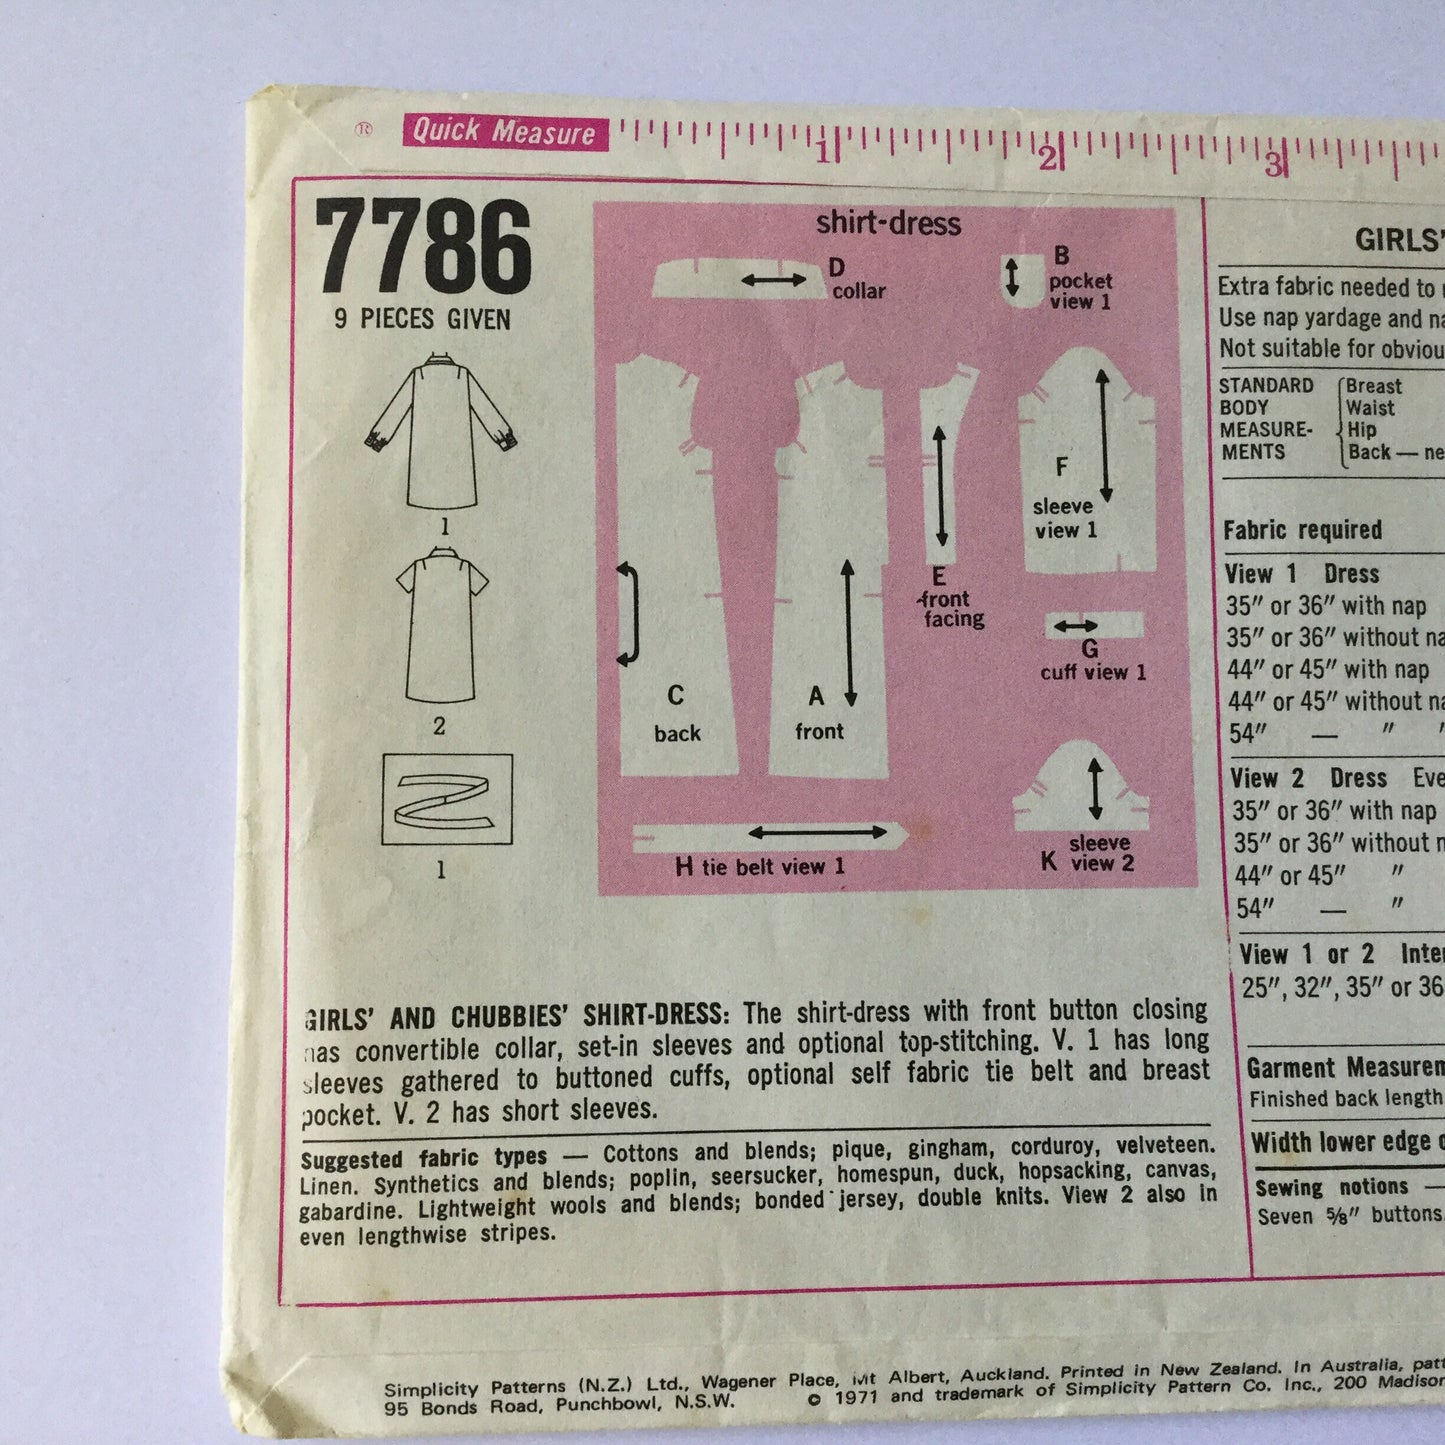 ® Quick Measure 1 2 3
7786
9 PIECES GIVEN
1
2
1
shirt-dress
D
collar
B
pocket
view 1
F
sleeve
view 1
E
front
facing
G
cuff view 1
C
back
A
front
H tie belt view 1
sleeve
K view 2
GIRLS' AND CHUBBIES' SHIRT-DRESS: The shirt-dress with front button closing
has convertible collar, set-in sleeves and optional top-stitching. V. 1 has long
sleeves gathered to buttoned cuffs, optional self fabric tie belt and breast
pocket. V. 2 has short sleeves.
Suggested fabric types — Cottons and blends; pique, gingham, corduroy, velveteen.
Linen. Synthetics and blends; poplin, seersucker, homespun, duck, hopsacking, canvas,
gabardine. Lightweight wools and blends; bonded jersey, double knits. View 2 also in
even lengthwise stripes.
GIRLS'
Extra fabric needed to
Use nap yardage and
Not suitable for
STANDARD
BODY
MEASURE-
MENTS
Breast
Waist
Hip
Back —
Fabric required
View 1 Dress
35" or 36" with nap
35" or 36" without
44" or 45" with nap
44" or 45" without
54" — " "
View 2 Dress
35" or 36" with nap
35" or 36" without
44" or 45" "
54" — "
View 1 or 2
25", 32", 35" or 36
Garment
Finished back length
Width lower edge
Sewing notions —
Seven 5/8" buttons
Simplicity Patterns (N.Z.) Ltd., Wagener Place, Mt Albert, Auckland. Printed in New Zealand. In Australia,
95 Bonds Road, Punchbowl, N.S.W. © 1971 and trademark of Simplicity Pattern Co. Inc., 200